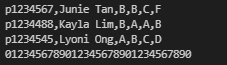 p1234567,Junie Tan,B,B,C,F
p1234488,Kayla Lim,B,A,A,B
p1234545,Lyoni Ong,A,B,C,D
0123456789012345678901234567890